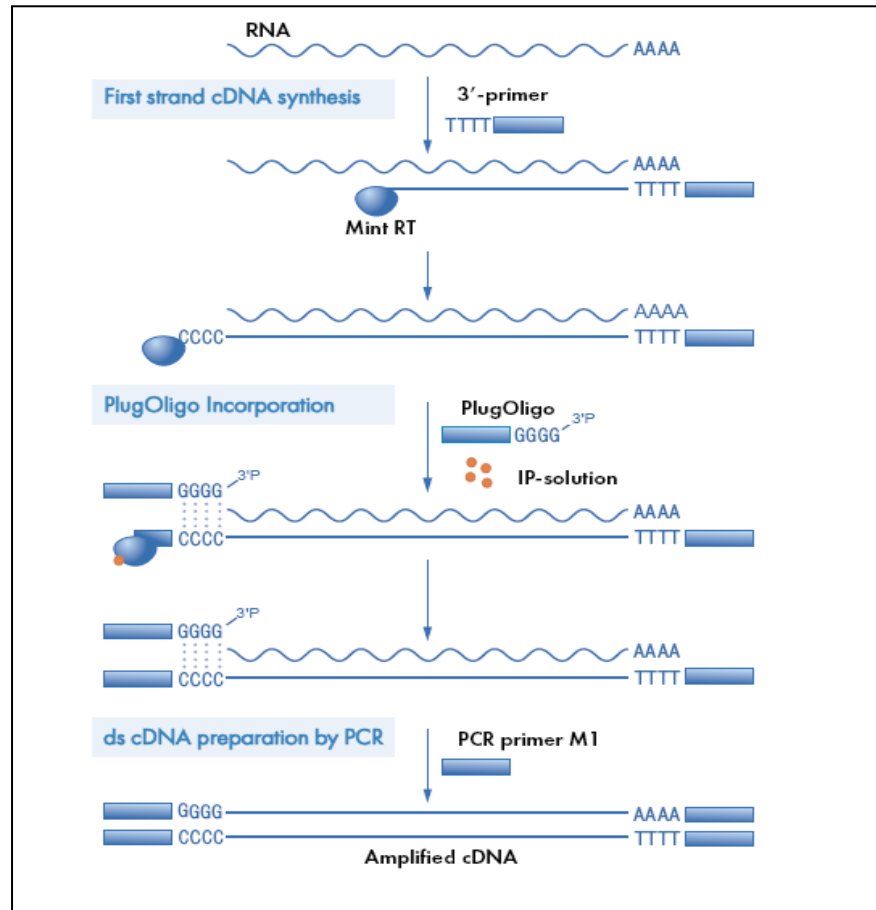 RNA
AAAA
First strand cDNA synthesis
3′-primer
TTTT
AAAA
TTTT
Mint RT
AAAA
CCCC
TTTT
PlugOligo Incorporation
PlugOligo
GGGG 3'P
IP-solution
GGGG 3'P
AAAA
CCCC
TTTT
GGGG 3'P
AAAA
CCCC
TTTT
ds cDNA preparation by PCR
PCR primer M1
GGGG AAAA
CCCC TTTT
Amplified cDNA